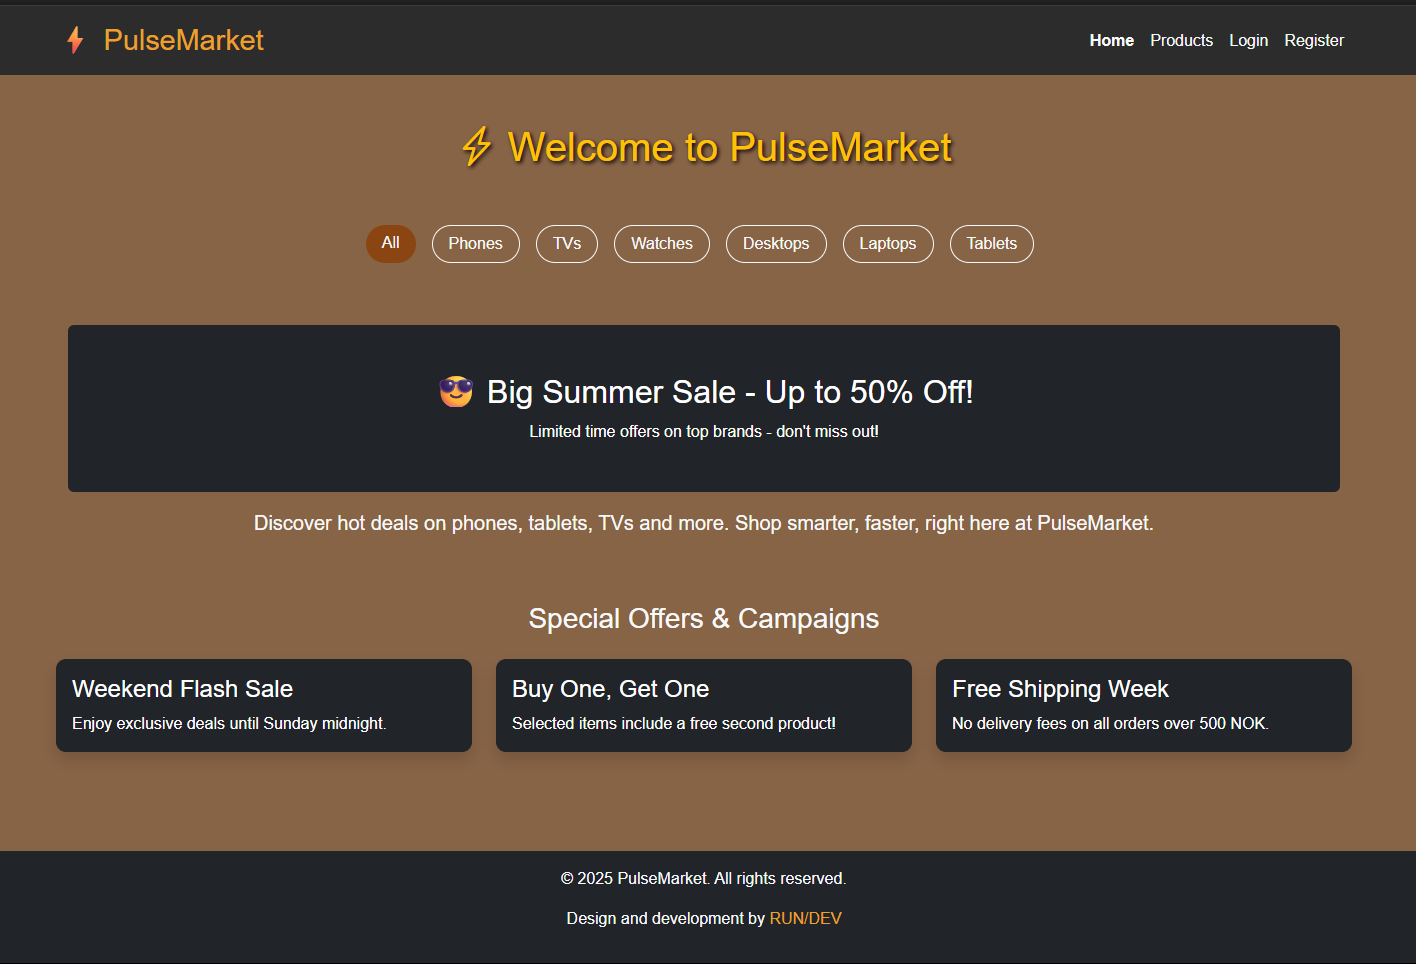 PulseMarket
Home Products Login Register
Welcome to PulseMarket
All Phones TVs Watches Desktops Laptops Tablets
Big Summer Sale - Up to 50% Off!
Limited time offers on top brands - don't miss out!
Discover hot deals on phones, tablets, TVs and more. Shop smarter, faster, right here at PulseMarket.
Special Offers & Campaigns
Weekend Flash Sale
Enjoy exclusive deals until Sunday midnight.
Buy One, Get One
Selected items include a free second product!
Free Shipping Week
No delivery fees on all orders over 500 NOK.
© 2025 PulseMarket. All rights reserved.
Design and development by RUN/DEV